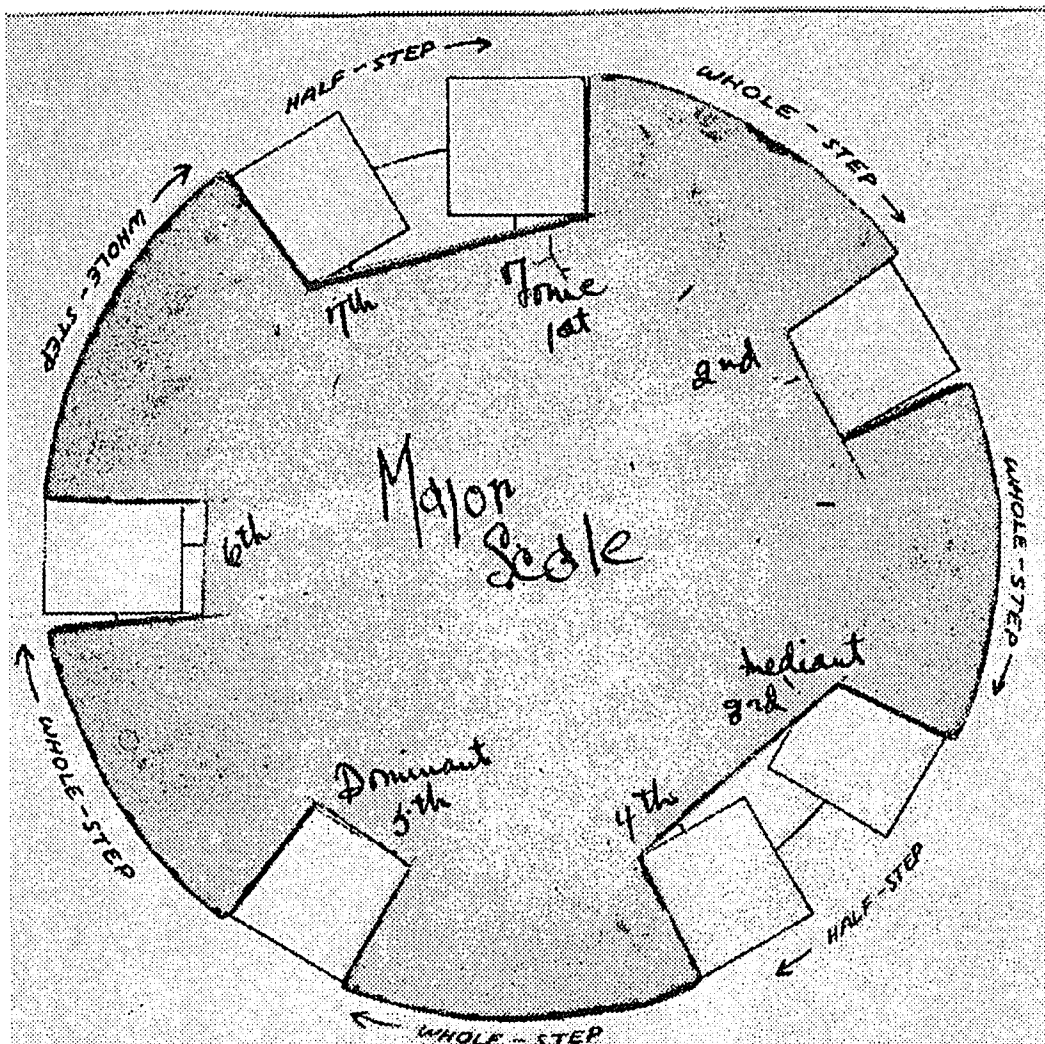 HALF-STEP
WHOLE-STEP
WHOLE-STEP
7th
Tonic
1st
2nd
Major
Scale
6th
WHOLE-STEP
mediant
3rd
WHOLE-STEP
Dominant
5th
4th
HALF-STEP
WHOLE-STEP